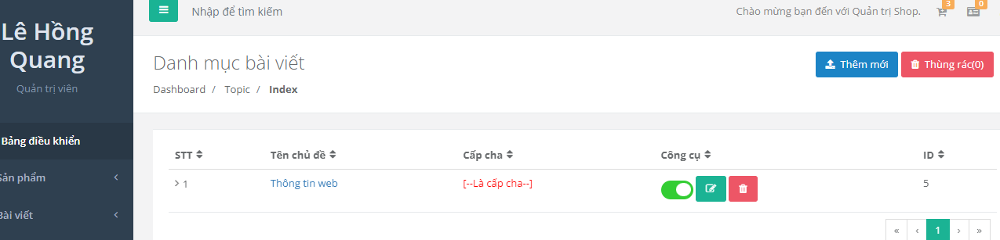 Lê Hồng
Quang
Quản trị viên
Bảng điều khiển
Sản phẩm
Bài viết
Nhập để tìm kiếm
Chào mừng bạn đến với Quản trị Shop.
3
0
Danh mục bài viết
Dashboard / Topic / Index
Thêm mới
Thùng rác(0)
STT Tên chủ đề Cấp cha Công cụ ID
1 Thông tin web [--Là cấp cha--] 5
« ‹ 1 › »